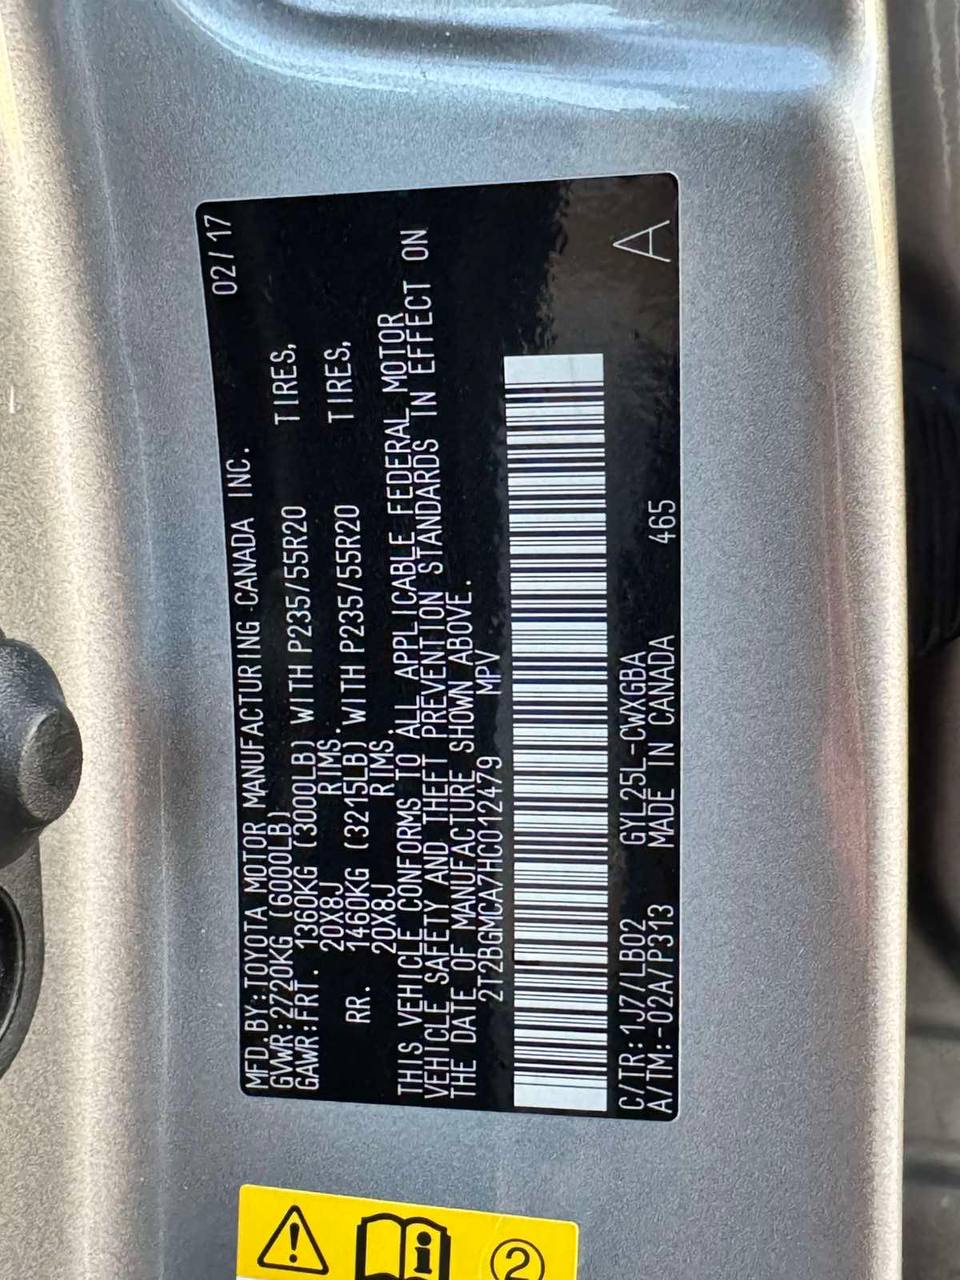 MFD.BY:TOYOTA MOTOR MANUFACTURING CANADA INC. 02/17
GVWR:2720KG (6000LB)
GAWR:FRT. 1360KG (3000LB) WITH P235/55R20 TIRES,
20X8J RIMS.
RR. 1460KG (3215LB) WITH P235/55R20 TIRES,
20X8J RIMS.
THIS VEHICLE CONFORMS TO ALL APPLICABLE FEDERAL MOTOR
VEHICLE SAFETY AND THEFT PREVENTION STANDARDS IN EFFECT ON
THE DATE OF MANUFACTURE SHOWN ABOVE.
2T2BGMCA7HC012479 MPV
C/TR:1J7/LB02 GYL25L-CWXGBA A
A/TM:-02A/P313 MADE IN CANADA 465
2